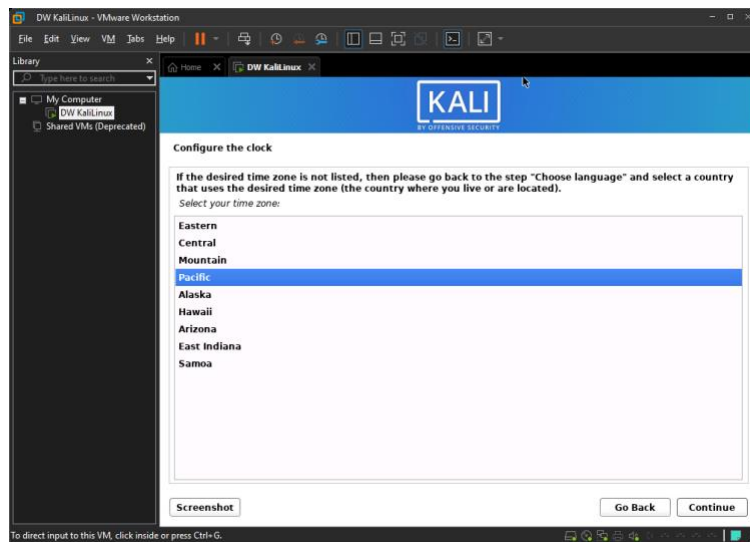 DW KaliLinux - VMware Workstation
File Edit View VM Tabs Help
Library
Type here to search
My Computer
DW KaliLinux
Shared VMs (Deprecated)
Home
DW KaliLinux
KALI
BY OFFENSIVE SECURITY
Configure the clock
If the desired time zone is not listed, then please go back to the step "Choose language" and select a country
that uses the desired time zone (the country where you live or are located).
Select your time zone:
Eastern
Central
Mountain
Pacific
Alaska
Hawaii
Arizona
East Indiana
Samoa
Screenshot
Go Back
Continue
To direct input to this VM, click inside or press Ctrl+G.